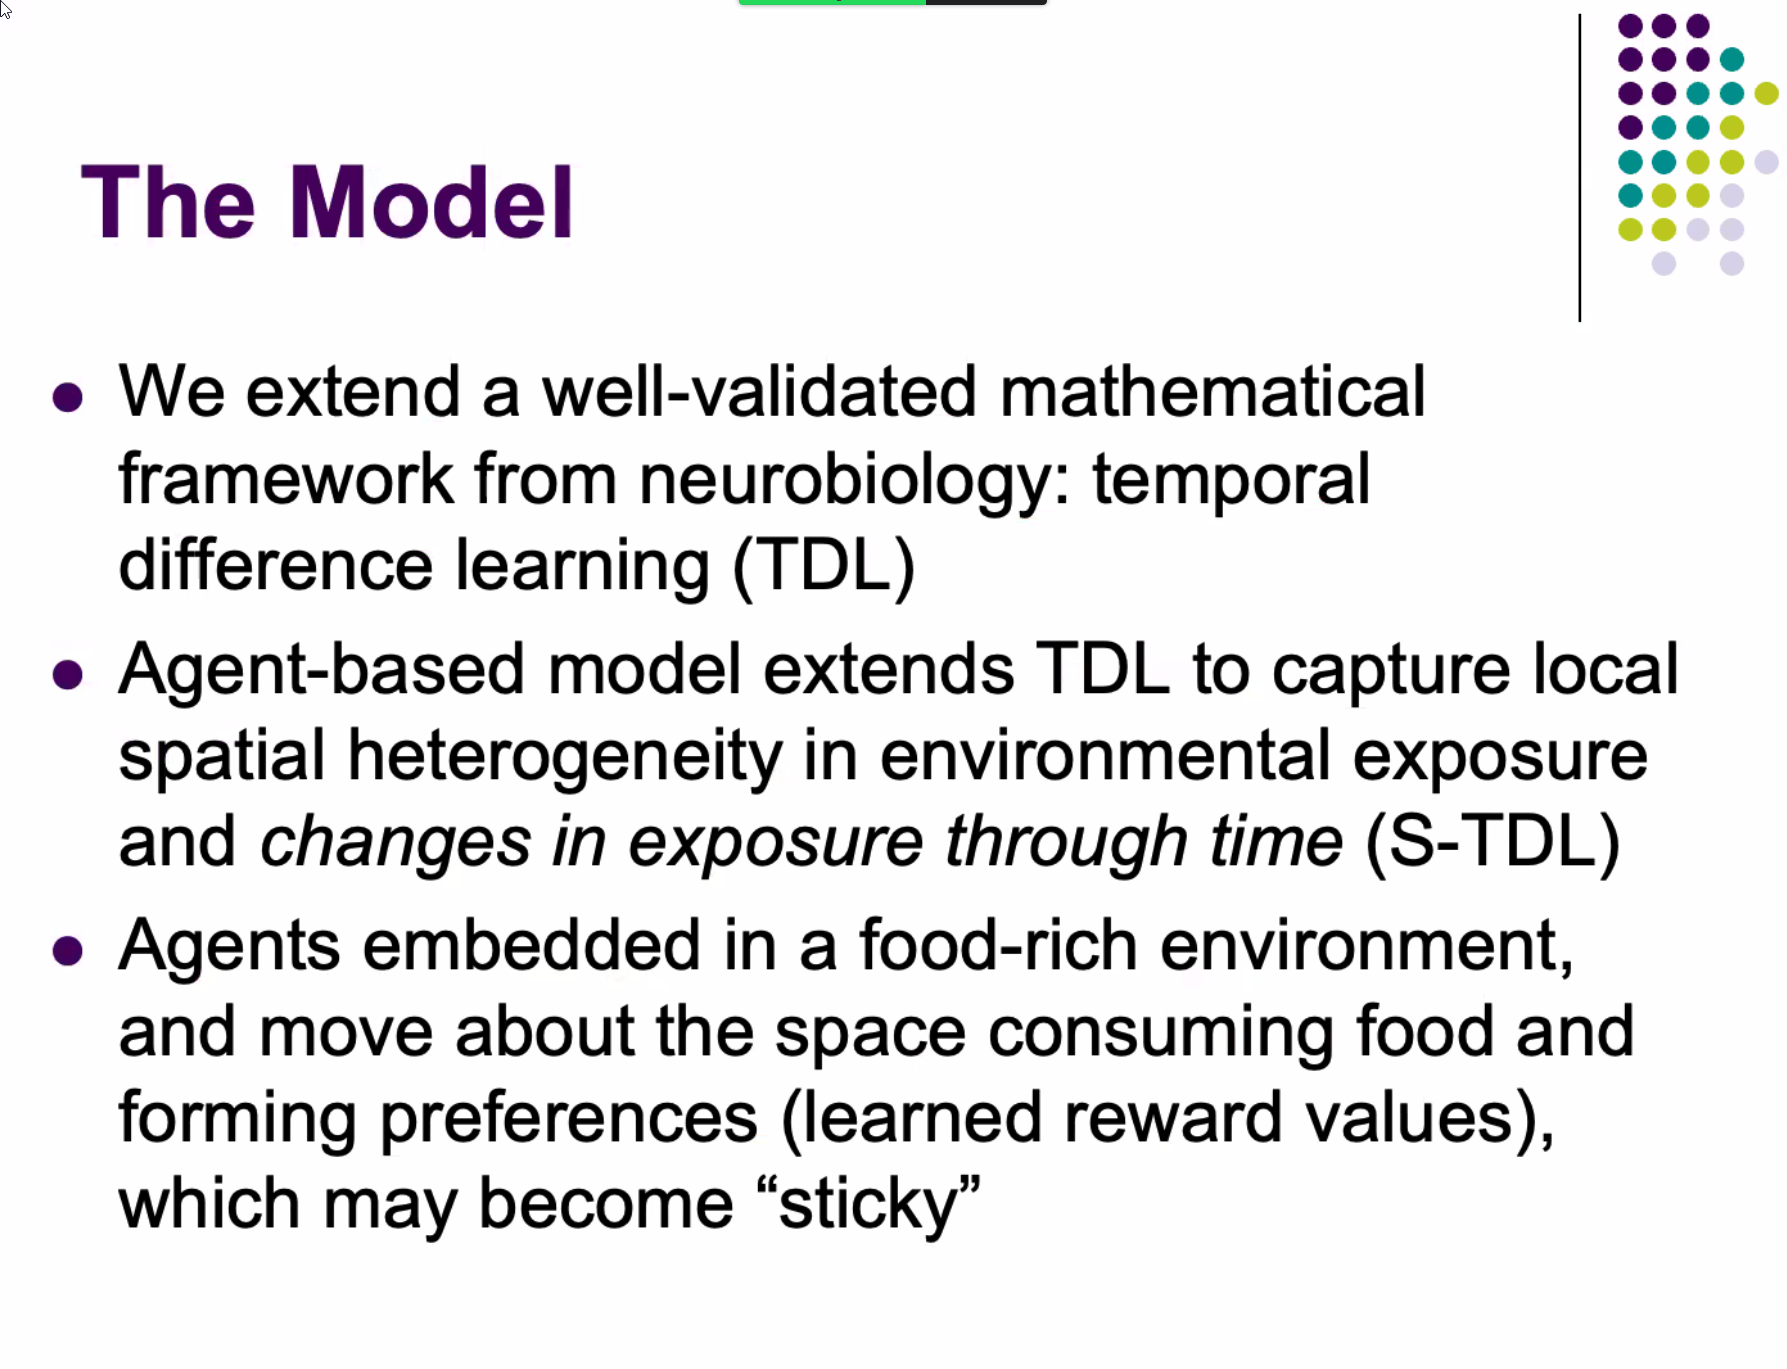 The Model
We extend a well-validated mathematical
framework from neurobiology: temporal
difference learning (TDL)
Agent-based model extends TDL to capture local
spatial heterogeneity in environmental exposure
and changes in exposure through time (S-TDL)
Agents embedded in a food-rich environment,
and move about the space consuming food and
forming preferences (learned reward values),
which may become “sticky”